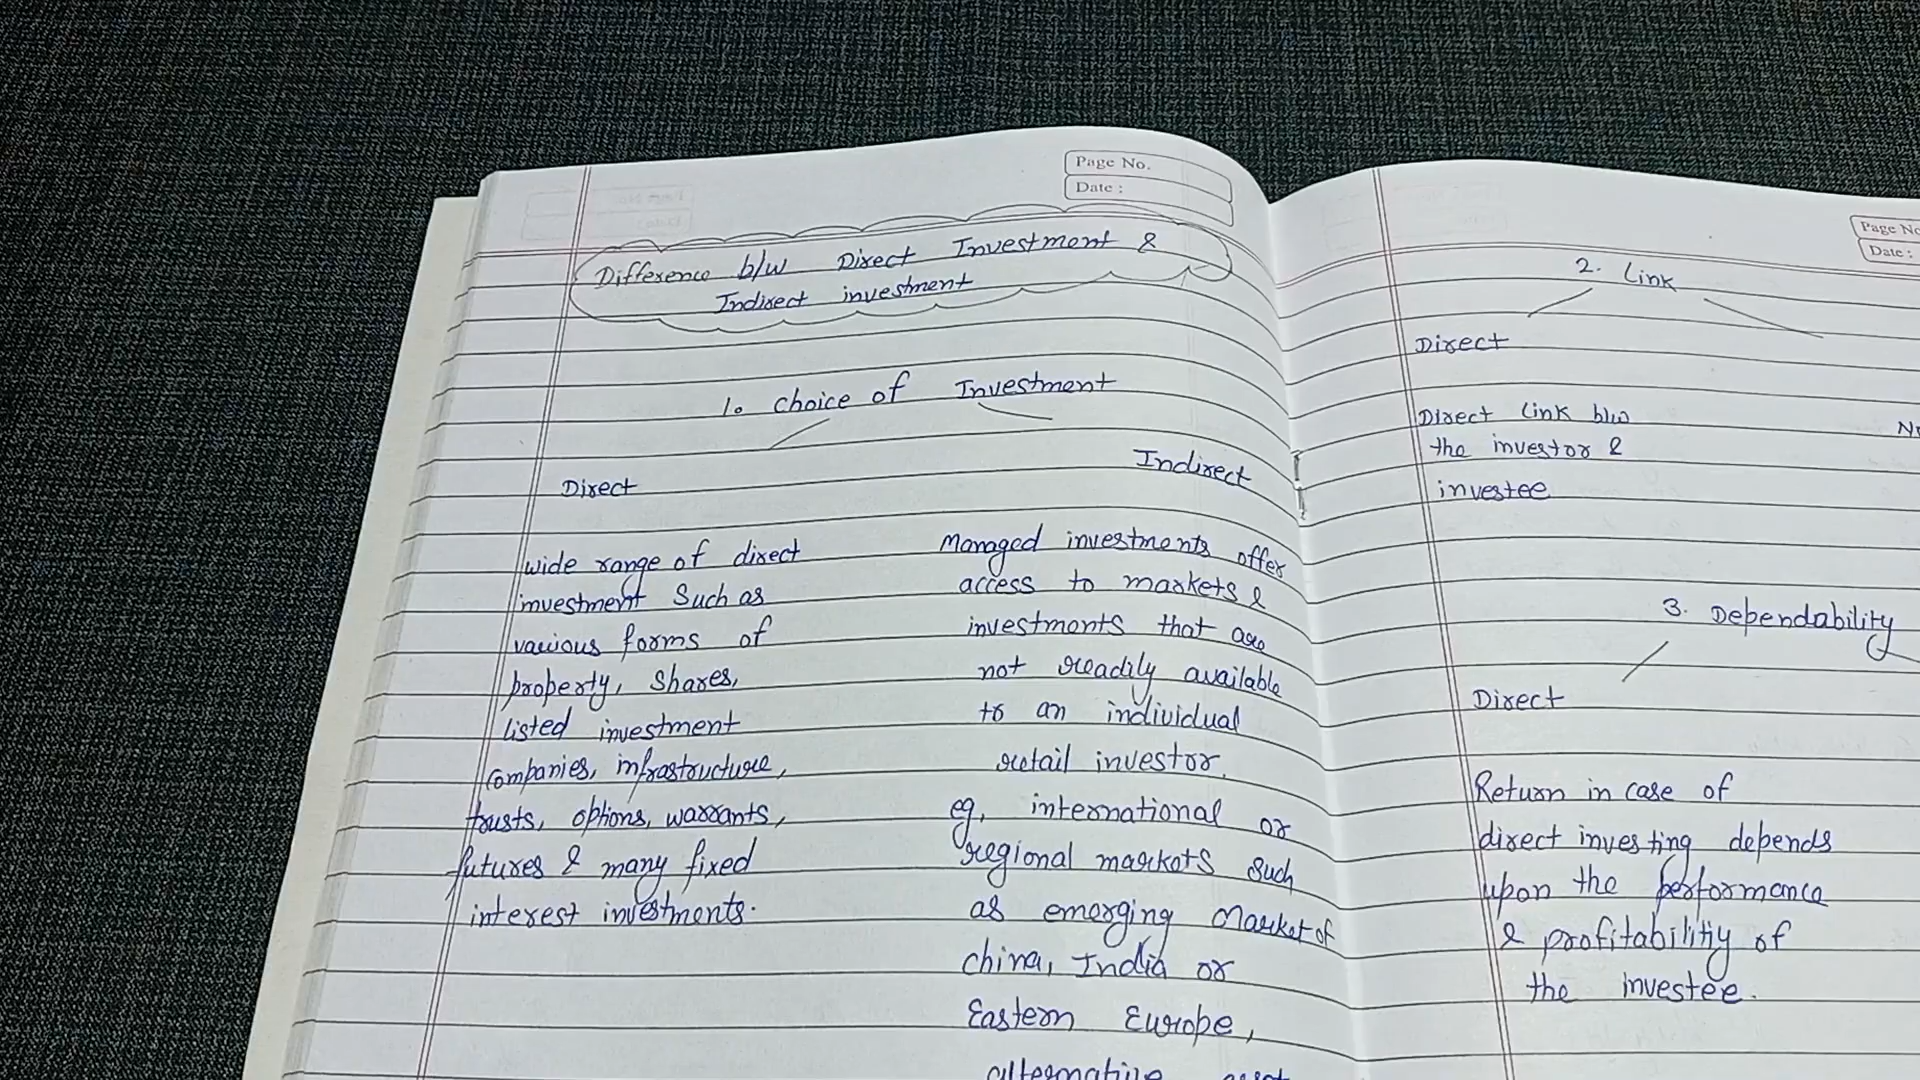 Page No.
Date :
Difference b/w Direct Investment &
Indirect investment
1. Choice of Investment
Direct
wide range of direct
investment Such as
various forms of
property, Shares,
listed investment
companies, infrastructure,
trusts, options, warrants,
futures & many fixed
interest investments.
Indirect
Managed investments offer
access to markets &
investments that are
not readily available
to an individual
retail investor.
eg, international or
regional markets such
as emerging market of
china, India or
Eastern Europe,
alternative asset
Page No
Date :
2. Link
Direct
Direct link b/w
the investor &
investee
3. Dependability
Direct
Return in case of
direct investing depends
upon the performance
& profitabilitiy of
the investee.